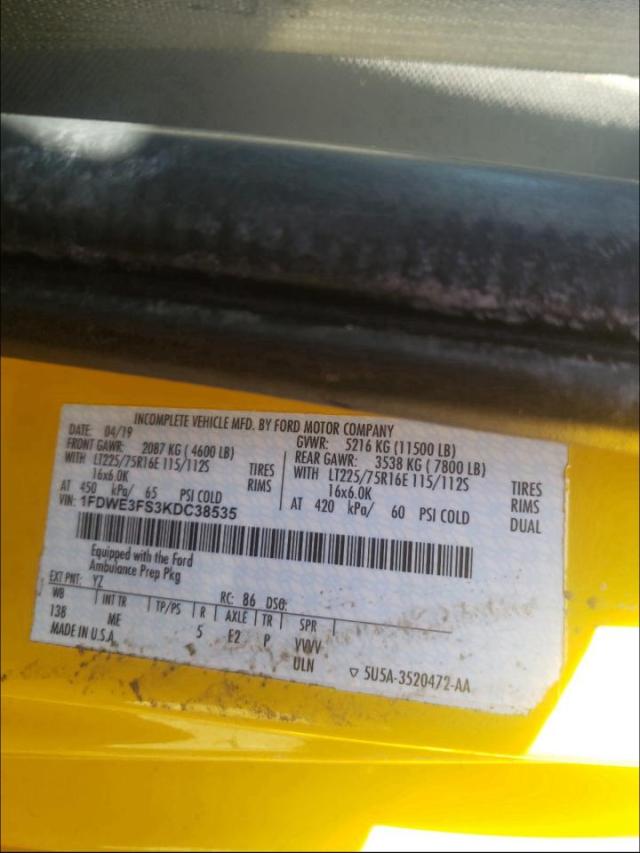 INCOMPLETE VEHICLE MFD. BY FORD MOTOR COMPANY
DATE: 04/19 GVWR: 5216 KG (11500 LB)
FRONT GAWR: 2087 KG (4600 LB) REAR GAWR: 3538 KG (7800 LB)
WITH LT225/75R16E 115/112S TIRES WITH LT225/75R16E 115/112S TIRES
16x6.0K RIMS 16x6.0K RIMS
AT 450 kPa/ 65 PSI COLD AT 420 kPa/ 60 PSI COLD DUAL
VIN: 1FDWE3FS3KDC38535
Equipped with the Ford
Ambulance Prep Pkg
EXT PNT: YZ RC: 86 DSO:
WB INT TR TP/PS R AXLE TR SPR
138 ME 5 E2 P VVVV
MADE IN U.S.A. ULN ▽ 5U5A-3520472-AA